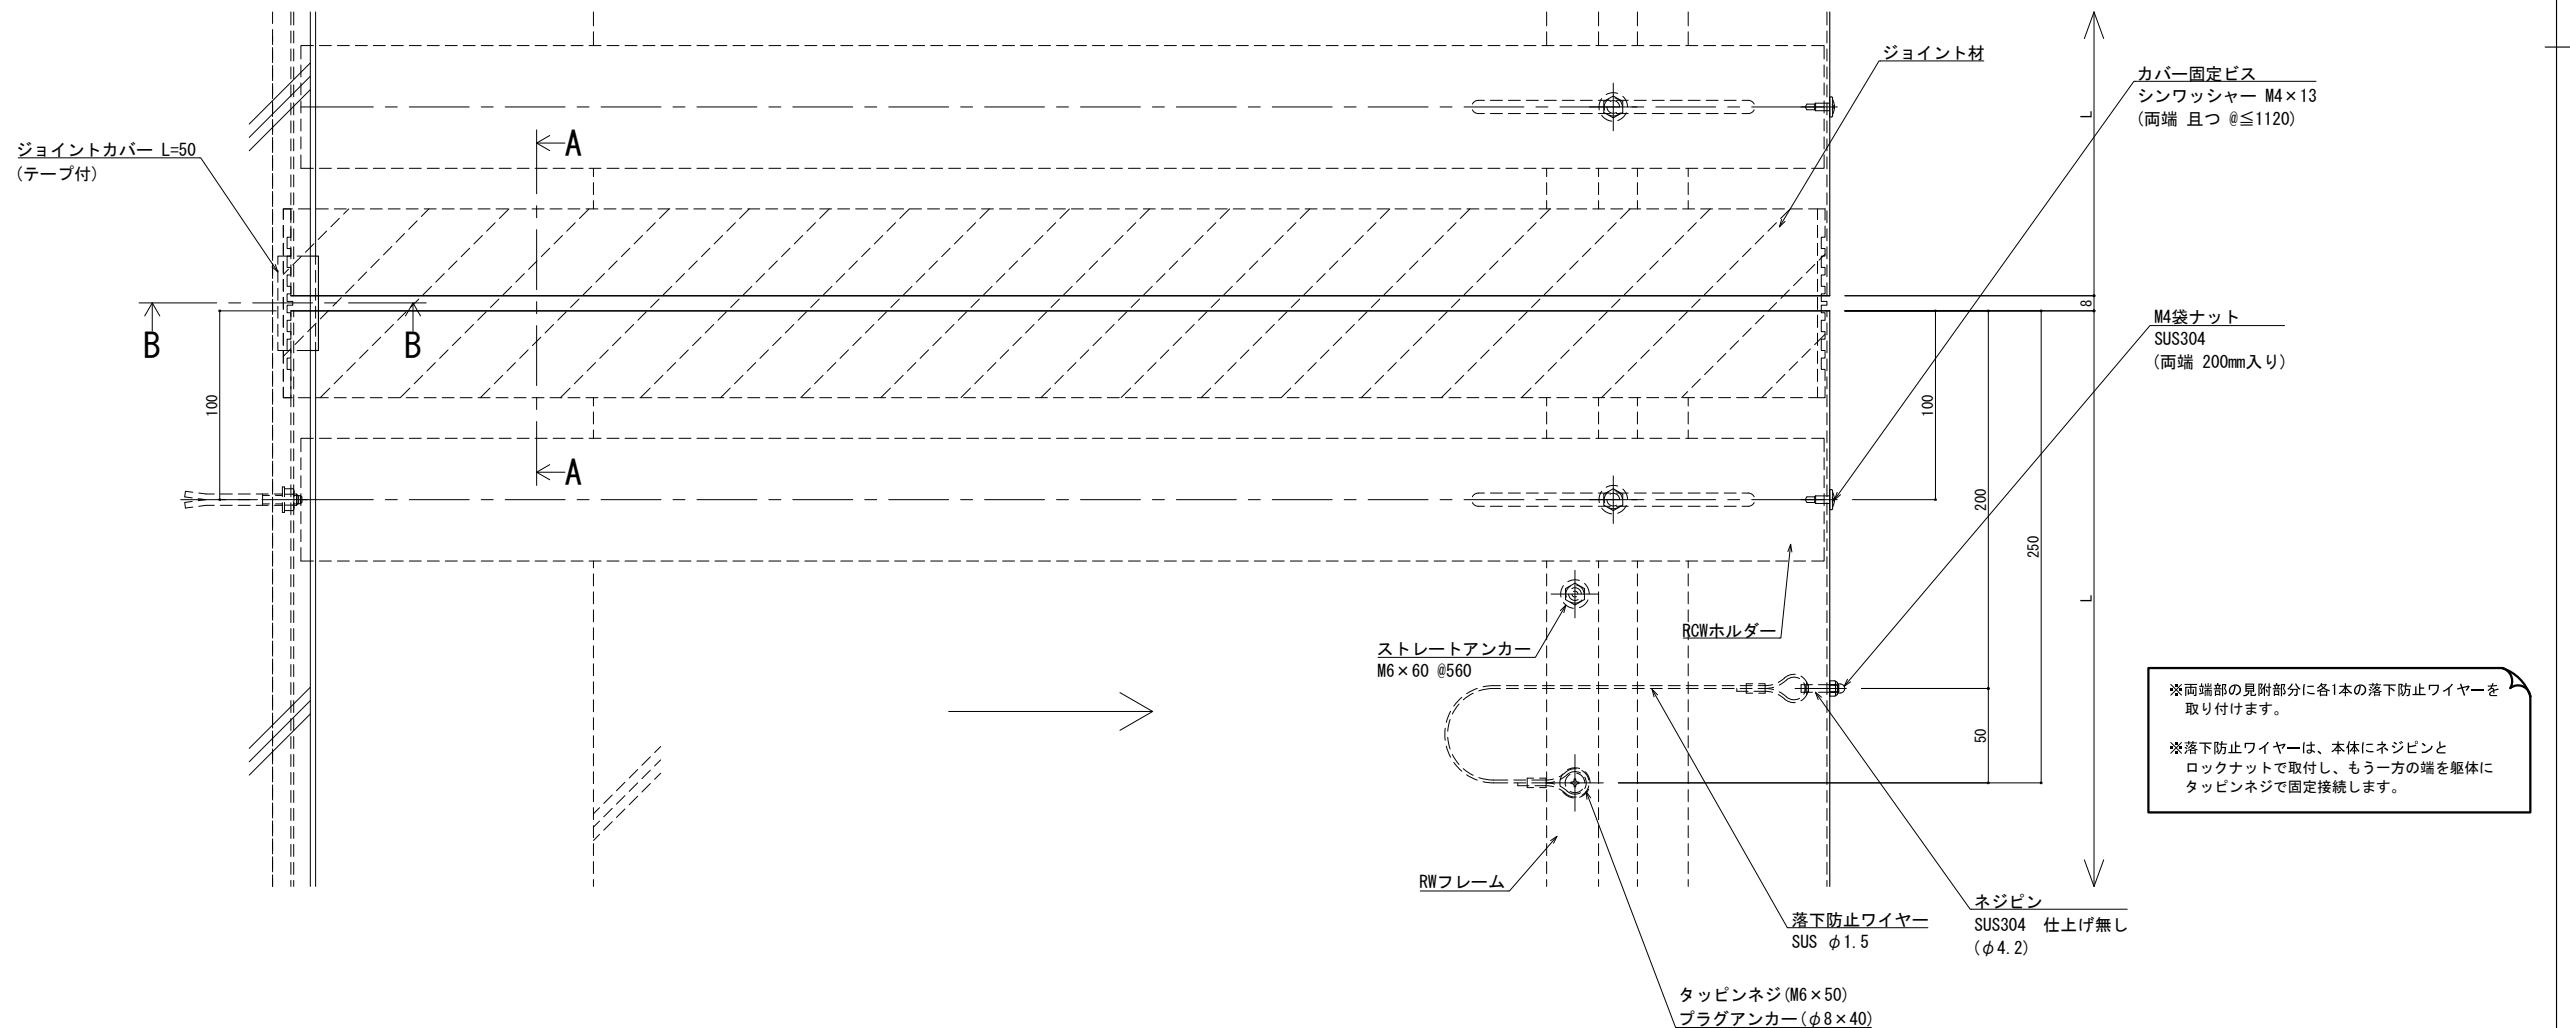 ジョイント材
カバー固定ビス
シンワッシャー M4×13
(両端 且つ @≦1120)
L
A
ジョイントカバー L=50
(テープ付)
8
B
B
M4袋ナット
SUS304
(両端 200mm入り)
100
100
A
200
250
L
RCWホルダー
ストレートアンカー
M6×60 @560
50
※両端部の見附部分に各1本の落下防止ワイヤーを
取り付けます。
※落下防止ワイヤーは、本体にネジピンと
ロックナットで取付し、もう一方の端を躯体に
タッピンネジで固定接続します。
RWフレーム
落下防止ワイヤー
SUS φ1.5
ネジピン
SUS304 仕上げ無し
(φ4.2)
タッピンネジ(M6×50)
プラグアンカー(φ8×40)